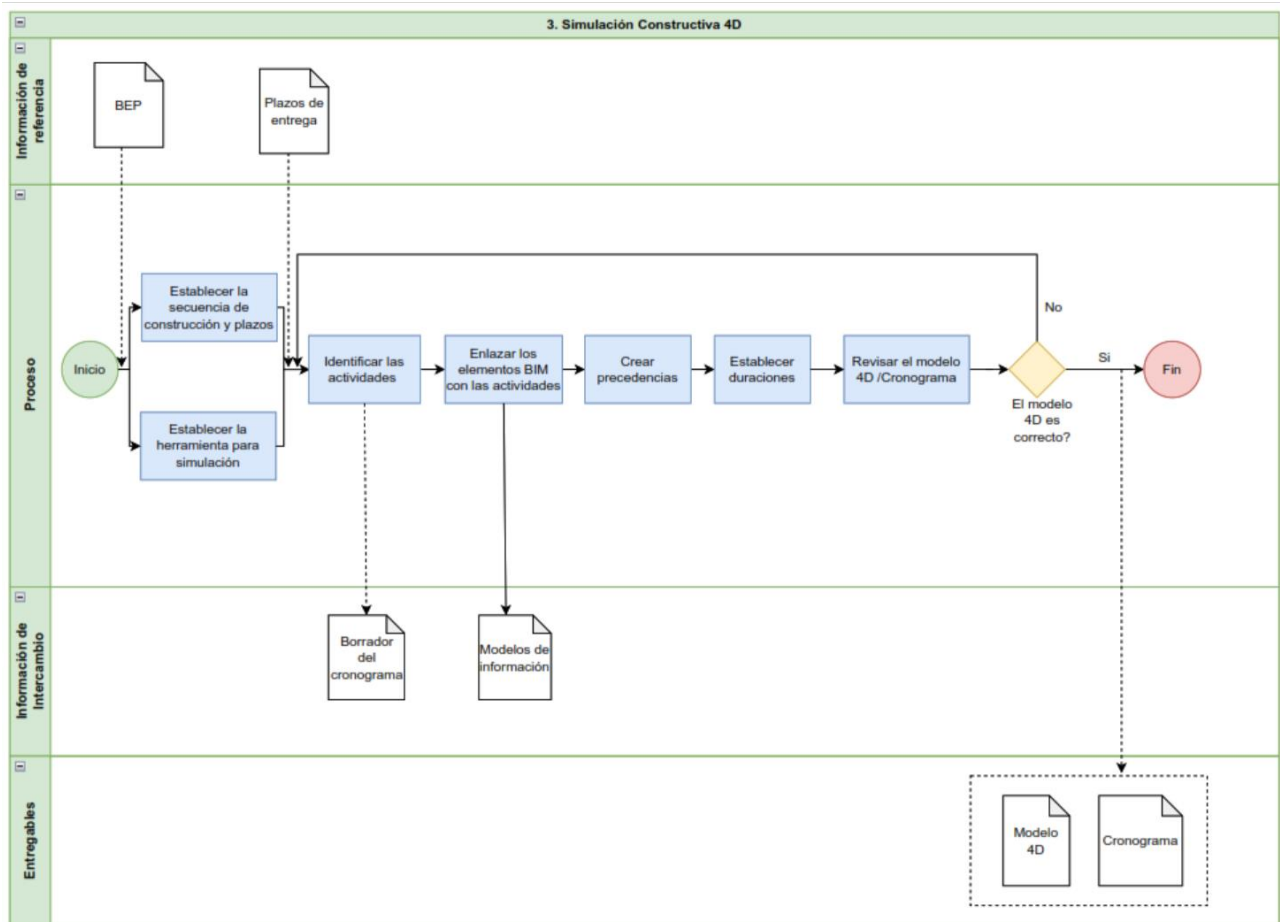 3. Simulación Constructiva 4D
Información de
referencia
BEP
Plazos de
entrega
Proceso
Inicio
Establecer la
secuencia de
construcción y plazos
Establecer la
herramienta para
simulación
Identificar las
actividades
Enlazar los
elementos BIM
con las actividades
Crear
precedencias
Establecer
duraciones
Revisar el modelo
4D /Cronograma
No
Si
El modelo
4D es
correcto?
Fin
Información de
Intercambio
Borrador
del
cronograma
Modelos de
información
Entregables
Modelo
4D
Cronograma